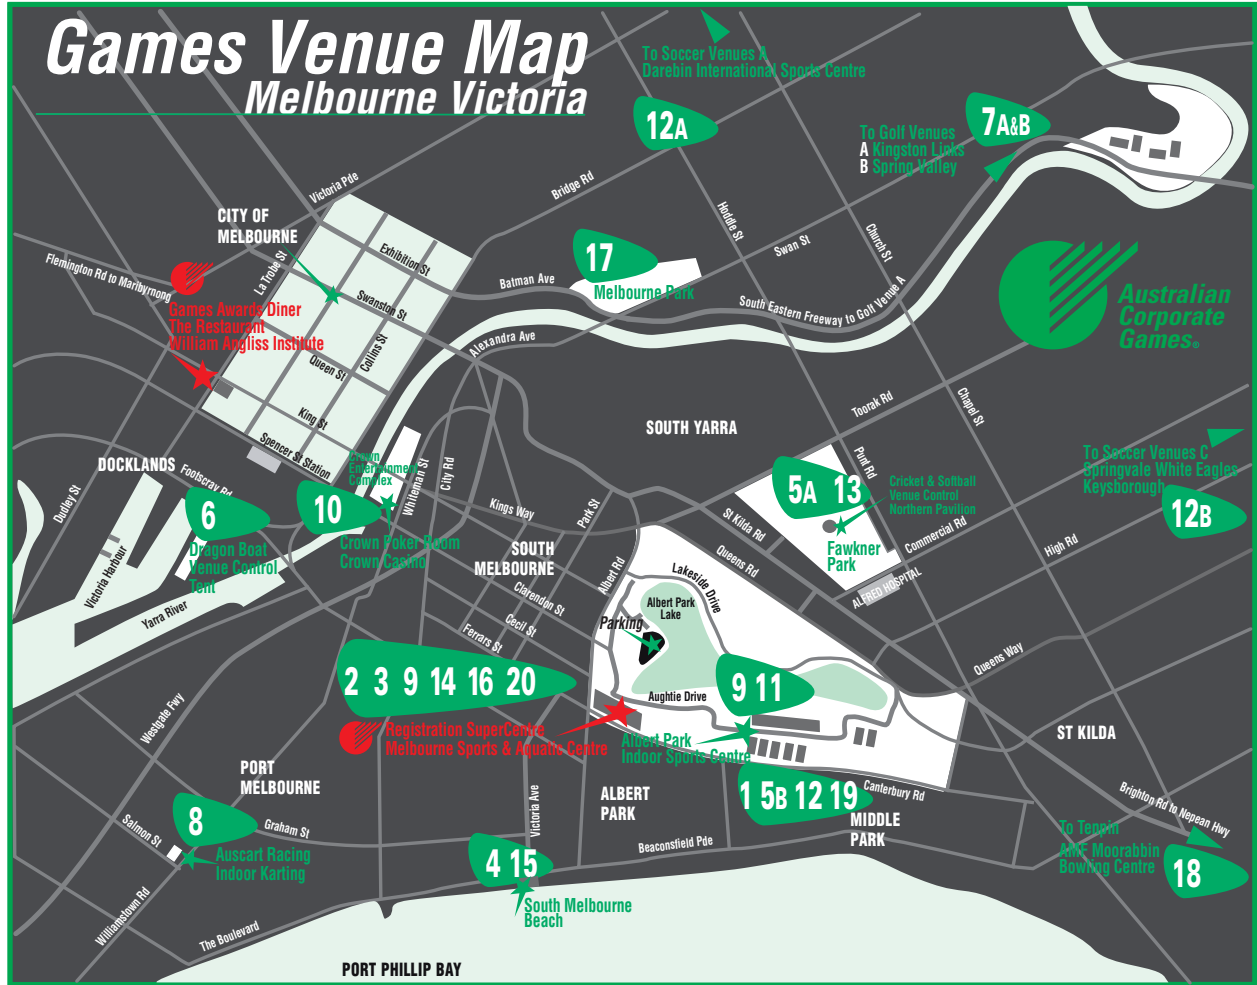 Games Venue Map
Melbourne Victoria
To Soccer Venues A
Darebin International Sports Centre
12A
7A&B
To Golf Venues
A Kingston Links
B Spring Valley
Victoria Pde
Bridge Rd
CITY OF
MELBOURNE
Hoddle St
Church St
Swan St
Exhibition St
La Trobe St
Flemington Rd to Maribyrnong
17
Melbourne Park
Batman Ave
Swanston St
South Eastern Freeway to Golf Venue A
Australian
Corporate
Games®
Games Awards Diner
The Restaurant
William Angliss Institute
Alexandra Ave
Collins St
Queen St
King St
Toorak Rd
Chapel St
SOUTH YARRA
Spencer St Station
DOCKLANDS
Footscray Rd
Dudley St
Crown
Entertainment
Complex
Whiteman St
City Rd
Punt Rd
5A 13
Cricket & Softball
Venue Control
Northern Pavilion
To Soccer Venues C
Springvale White Eagles
Keysborough
12B
6
10
Kings Way
Park St
St Kilda Rd
Commercial Rd
High Rd
Dragon Boat
Venue Control
Tent
Crown Poker Room
Crown Casino
SOUTH
MELBOURNE
Queens Rd
Fawkner
Park
ALFRED HOSPITAL
Victoria Harbour
Yarra River
Albert Rd
Lakeside Drive
Clarendon St
Cecil St
Ferrars St
Albert Park
Lake
Parking
Queens Way
2 3 9 14 16 20
9 11
Aughtie Drive
Westgate Fwy
Registration SuperCentre
Melbourne Sports & Aquatic Centre
Albert Park
Indoor Sports Centre
ST KILDA
PORT
MELBOURNE
ALBERT
PARK
1 5B 12 19
Canterbury Rd
MIDDLE
PARK
Brighton Rd to Nepean Hwy
8
Salmon St
Graham St
Victoria Ave
Auscart Racing
Indoor Karting
Beaconsfield Pde
4 15
To Tenpin
AMF Moorabbin
Bowling Centre
18
Williamstown Rd
The Boulevard
South Melbourne
Beach
PORT PHILLIP BAY